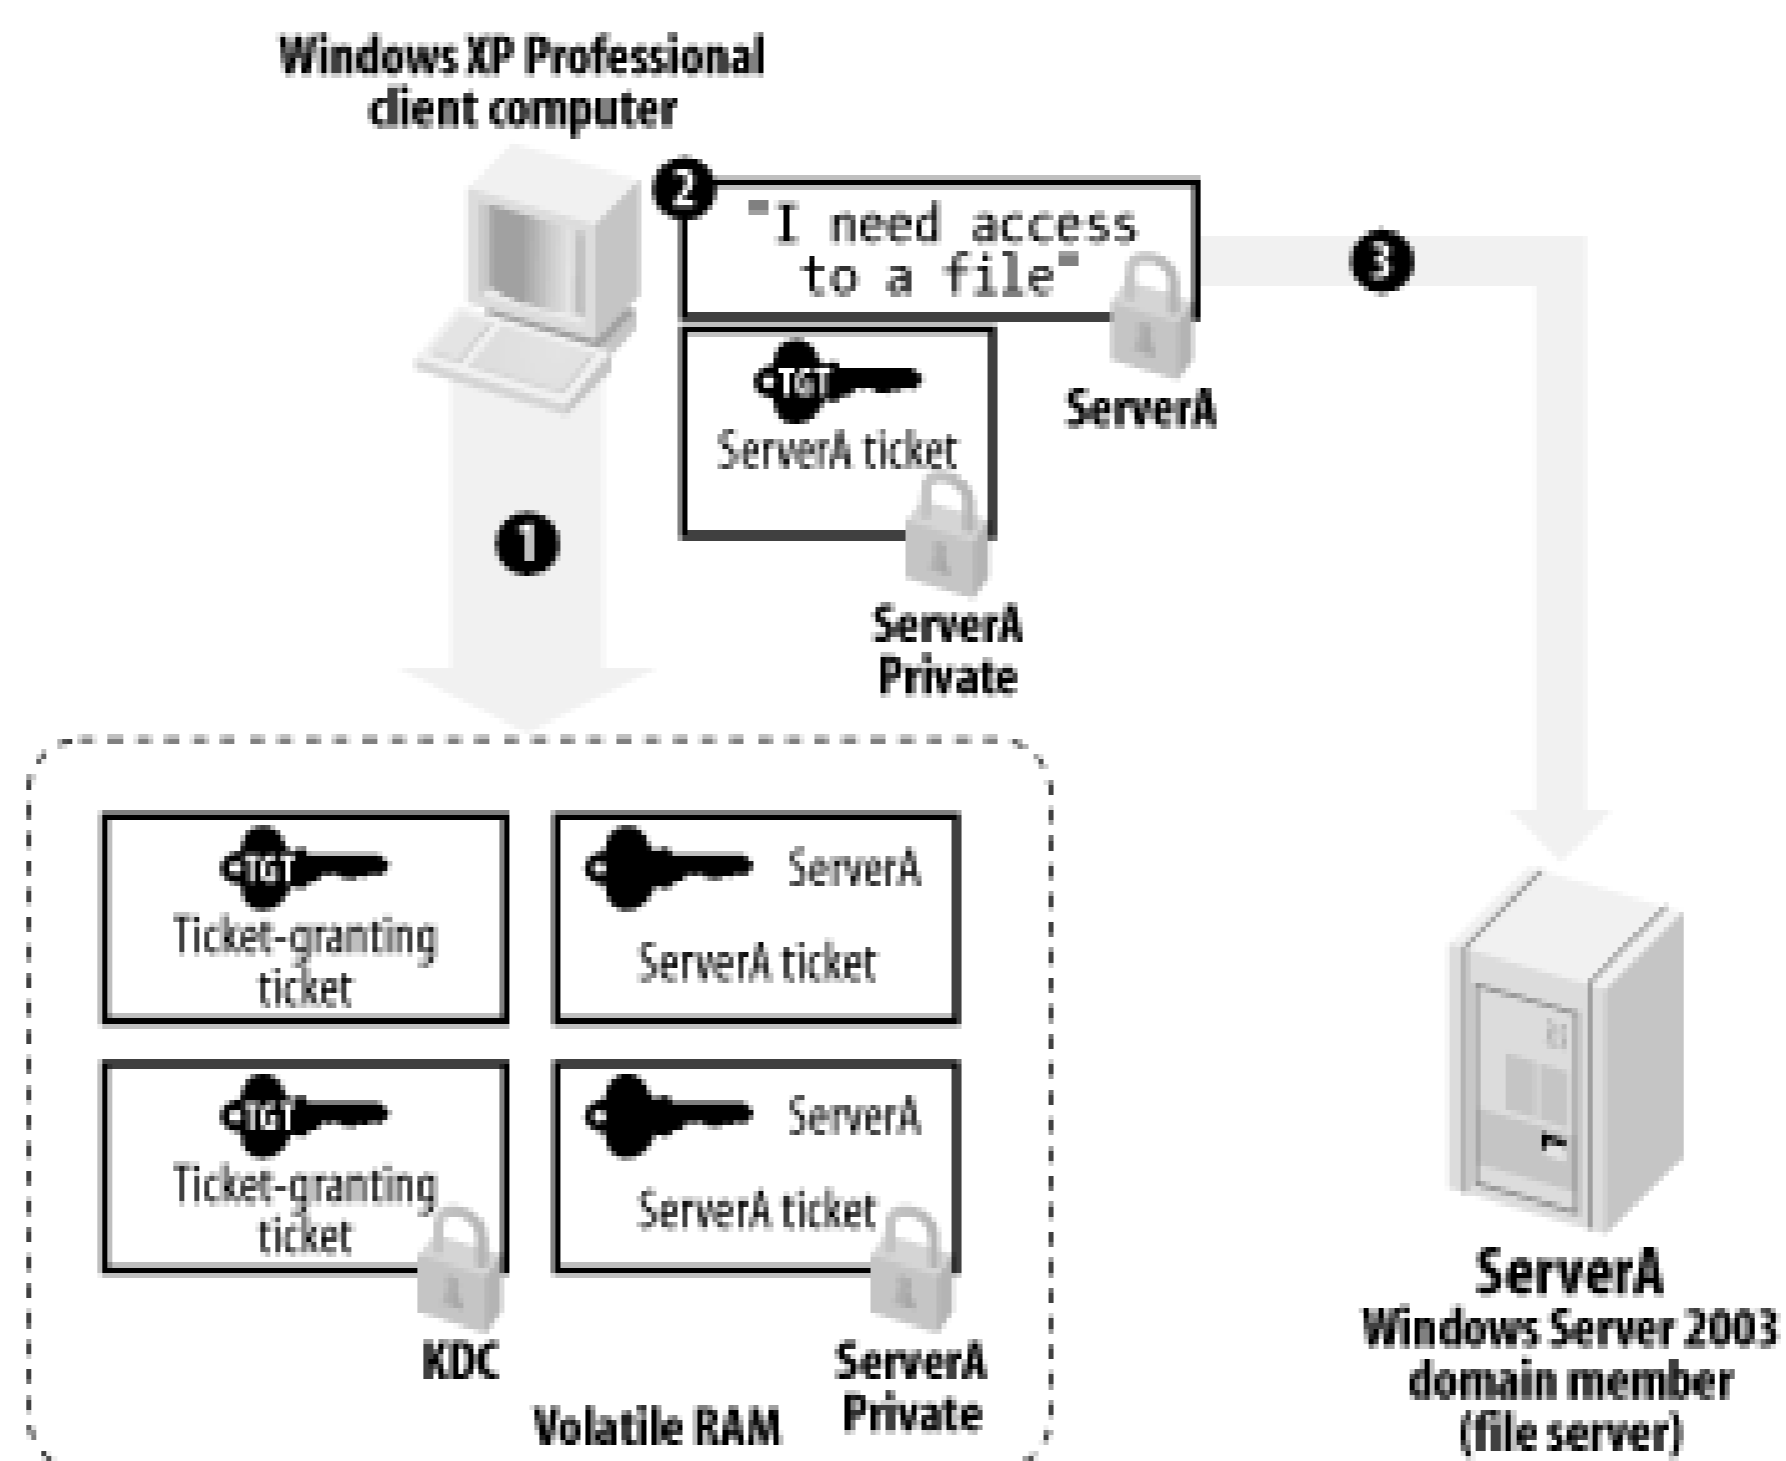 Windows XP Professional
client computer
2
"I need access
to a file"
3
ServerA
TGT
ServerA ticket
ServerA
Private
1
TGT
Ticket-granting
ticket
ServerA
ServerA ticket
TGT
Ticket-granting
ticket
KDC
ServerA
ServerA ticket
ServerA
Private
Volatile RAM
ServerA
Windows Server 2003
domain member
(file server)